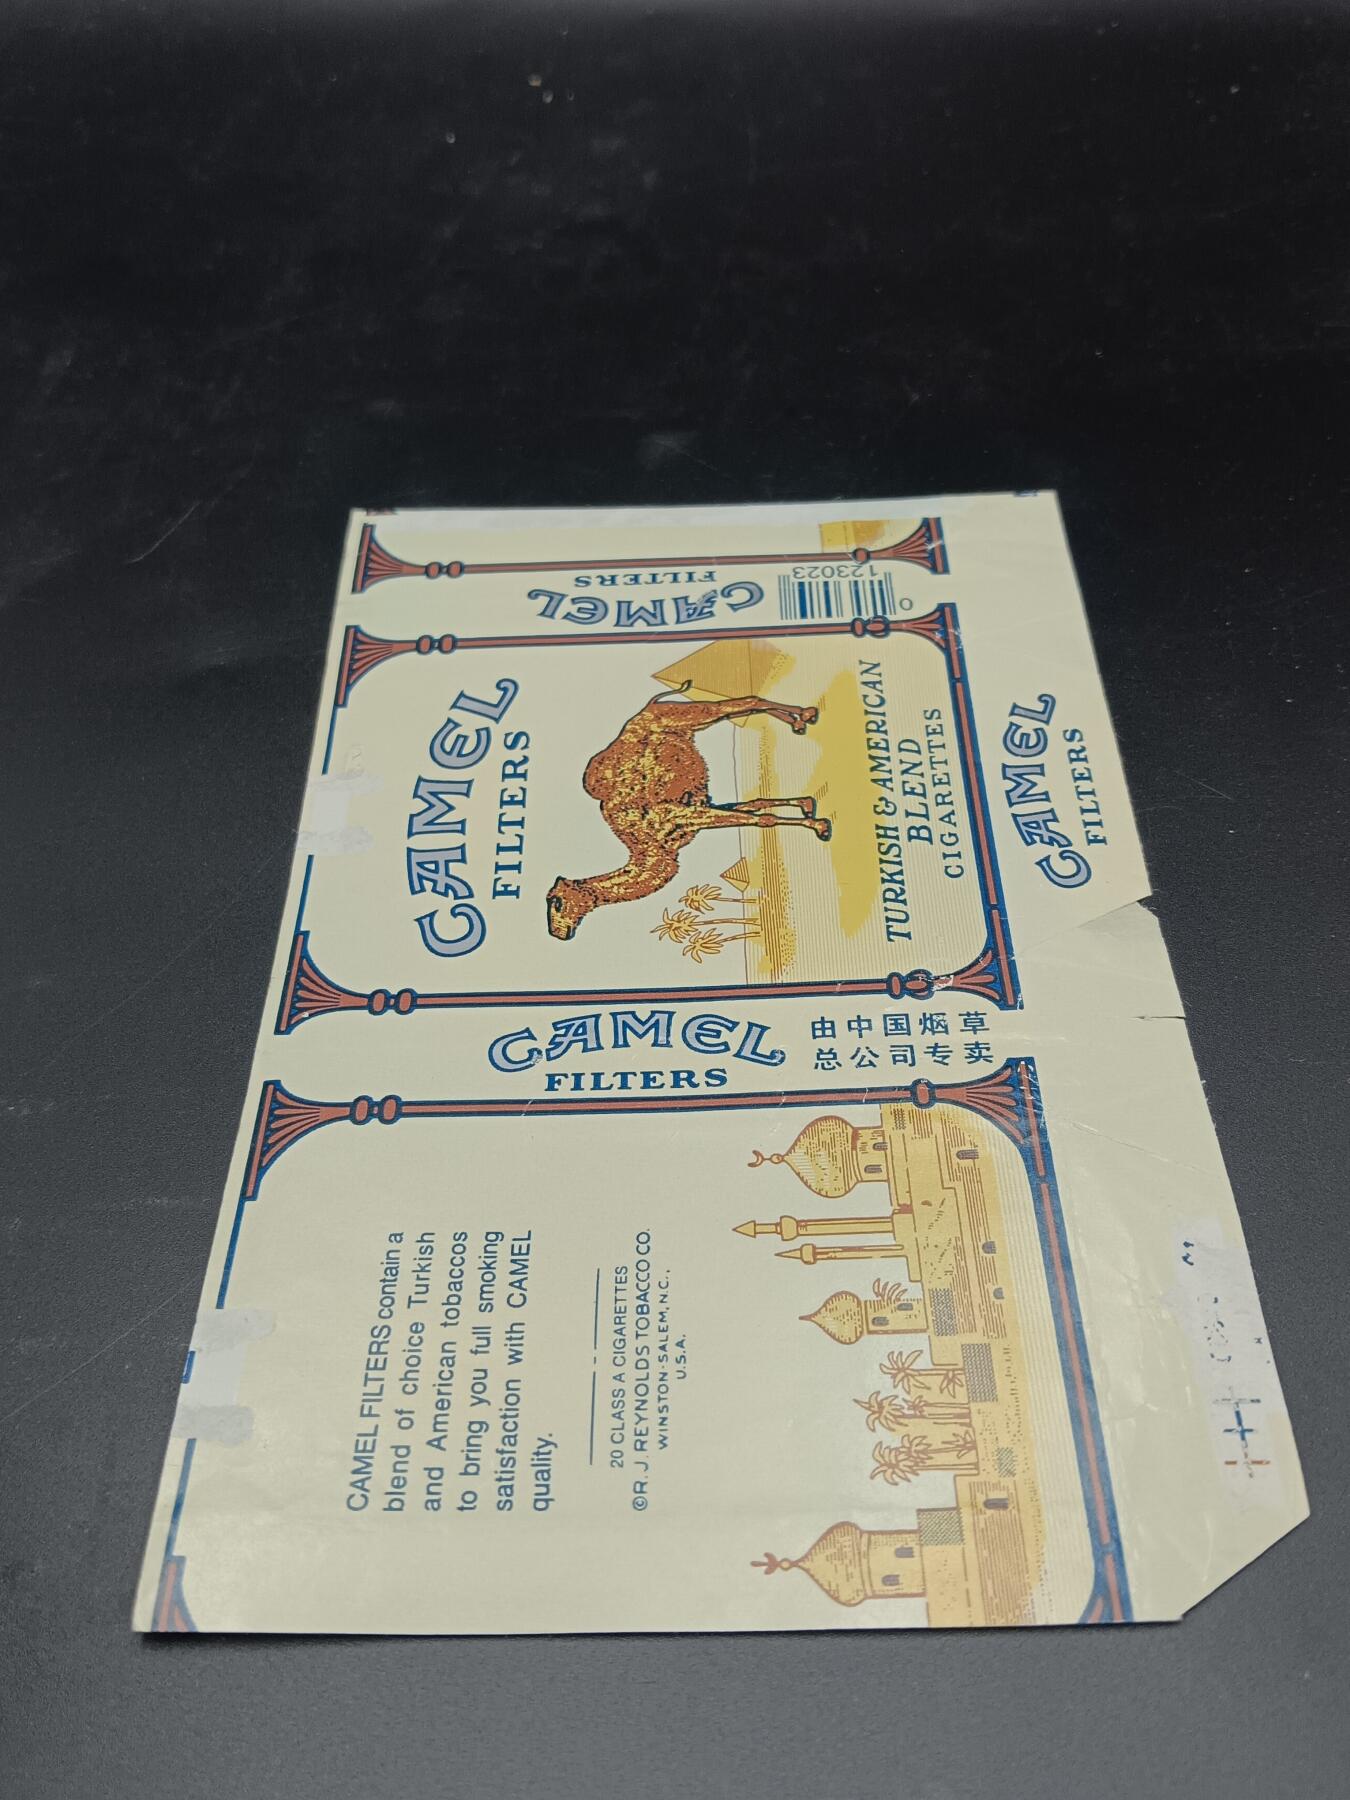 CAMEL
FILTERS
0
123023
CAMEL
FILTERS
TURKISH & AMERICAN
BLEND
CIGARETTES
CAMEL
FILTERS
CAMEL
FILTERS
由中国烟草
总公司专卖
CAMEL FILTERS contain a
blend of choice Turkish
and American tobaccos
to bring you full smoking
satisfaction with CAMEL
quality.
20 CLASS A CIGARETTES
©R. J. REYNOLDS TOBACCO CO.
WINSTON-SALEM, N.C.,
U.S.A.